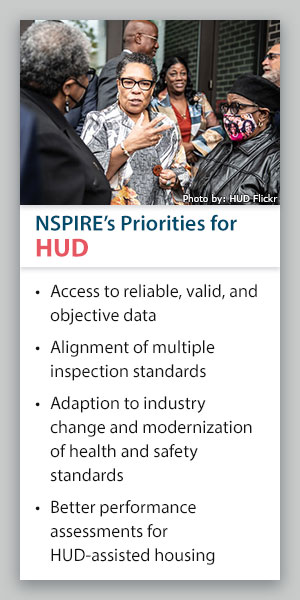 Photo by: HUD Flickr
NSPIRE's Priorities for
HUD
• Access to reliable, valid, and
objective data
• Alignment of multiple
inspection standards
• Adaption to industry
change and modernization
of health and safety
standards
• Better performance
assessments for
HUD-assisted housing